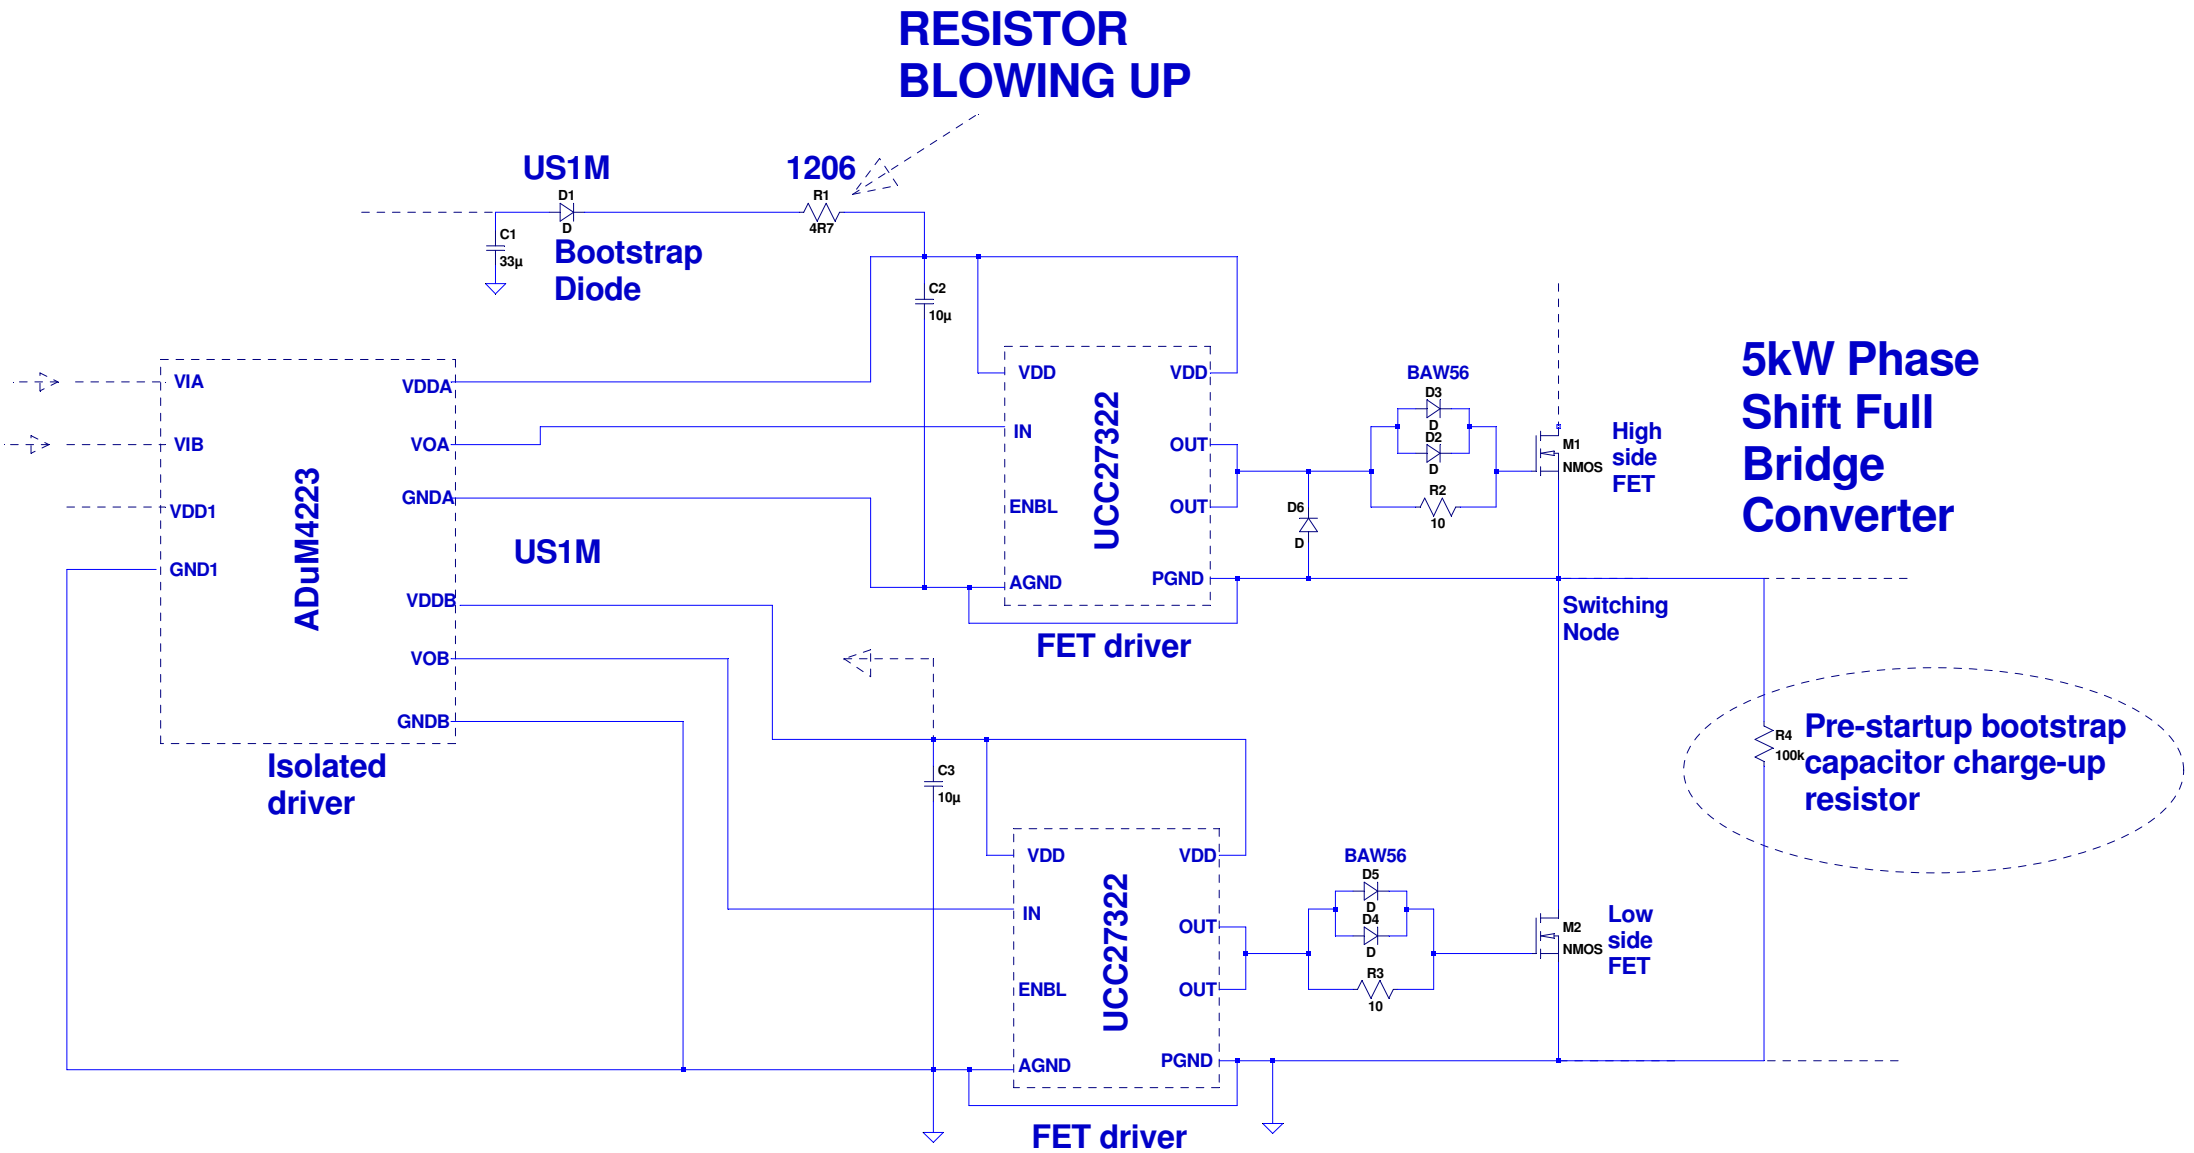 RESISTOR
BLOWING UP
US1M
D1
D
Bootstrap
Diode
C1
33µ
1206
R1
4R7
C2
10µ
VIA
VIB
VDD1
GND1
ADuM4223
VDDA
VOA
GNDA
VDDB
VOB
GNDB
Isolated
driver
US1M
VDD
IN
ENBL
AGND
UCC27322
VDD
OUT
OUT
PGND
FET driver
D6
D
BAW56
D3
D
D2
D
R2
10
M1
NMOS
High
side
FET
5kW Phase
Shift Full
Bridge
Converter
Switching
Node
R4
100k
Pre-startup bootstrap
capacitor charge-up
resistor
C3
10µ
VDD
IN
ENBL
AGND
UCC27322
VDD
OUT
OUT
PGND
FET driver
BAW56
D5
D
D4
D
R3
10
M2
NMOS
Low
side
FET